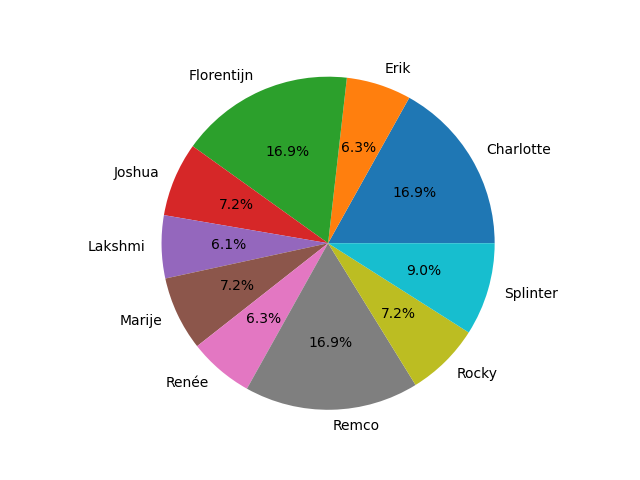 Erik
Florentijn
Charlotte
6.3%
16.9%
Joshua
16.9%
7.2%
Lakshmi
6.1%
9.0%
7.2%
Splinter
Marije
6.3%
7.2%
16.9%
Renée
Rocky
Remco